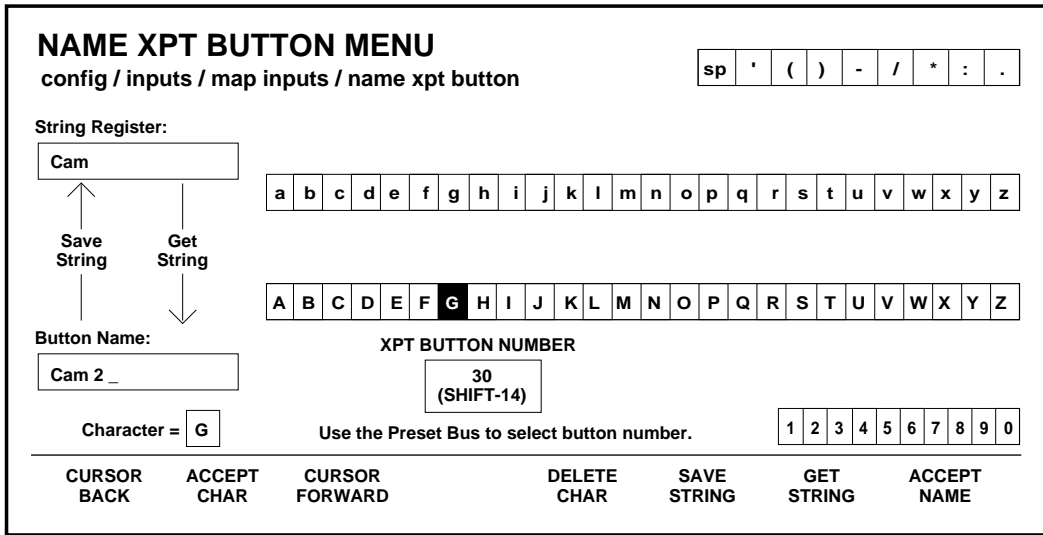 NAME XPT BUTTON MENU
config / inputs / map inputs / name xpt button
sp ' ( ) - / * : .
String Register:
Cam
a b c d e f g h i j k l m n o p q r s t u v w x y z
Save String
Get String
A B C D E F G H I J K L M N O P Q R S T U V W X Y Z
Button Name:
Cam 2 _
XPT BUTTON NUMBER
30
(SHIFT-14)
Character = G
Use the Preset Bus to select button number.
1 2 3 4 5 6 7 8 9 0
CURSOR BACK
ACCEPT CHAR
CURSOR FORWARD
DELETE CHAR
SAVE STRING
GET STRING
ACCEPT NAME